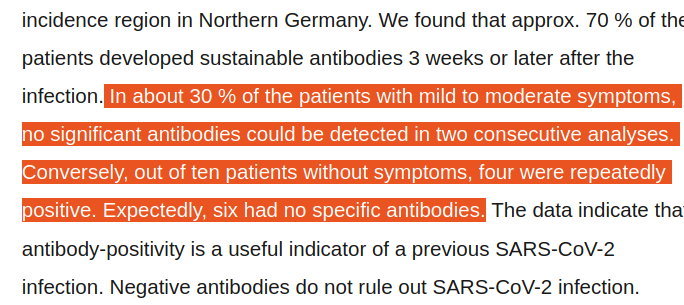 incidence region in Northern Germany. We found that approx. 70 % of the
patients developed sustainable antibodies 3 weeks or later after the
infection. In about 30 % of the patients with mild to moderate symptoms,
no significant antibodies could be detected in two consecutive analyses.
Conversely, out of ten patients without symptoms, four were repeatedly
positive. Expectedly, six had no specific antibodies. The data indicate that
antibody-positivity is a useful indicator of a previous SARS-CoV-2
infection. Negative antibodies do not rule out SARS-CoV-2 infection.